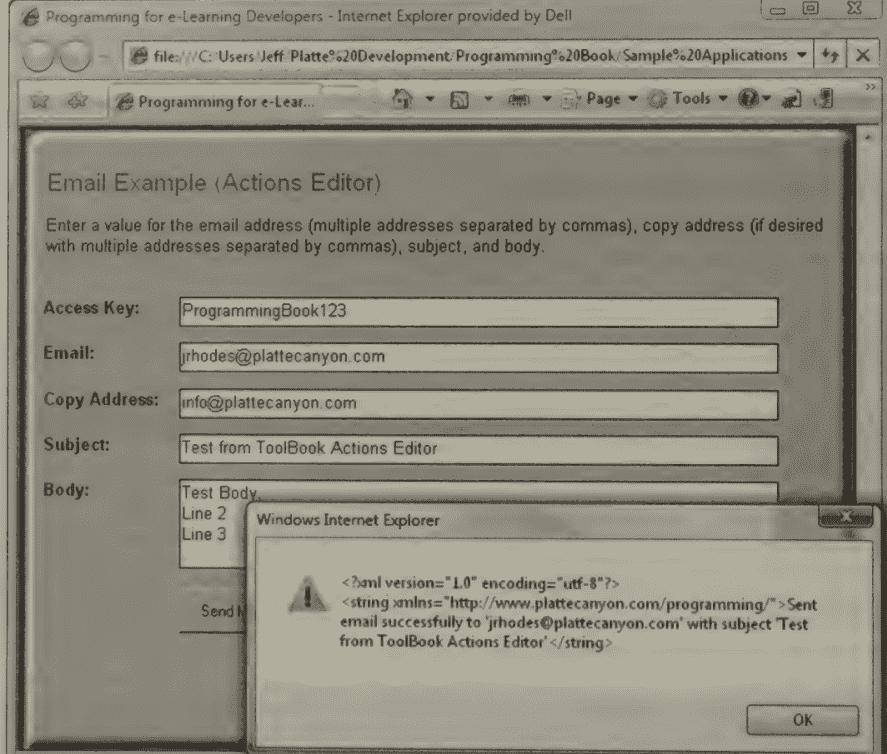 Programming for e-Learning Developers - Internet Explorer provided by Dell
file:///C:/Users/Jeff/Platte%20Development/Programming%20Book/Sample%20Applications
Programming for e-Lear...
Page
Tools
Email Example (Actions Editor)
Enter a value for the email address (multiple addresses separated by commas), copy address (if desired
with multiple addresses separated by commas), subject, and body.
Access Key: ProgrammingBook123
Email: jrhodes@plattecanyon.com
Copy Address: info@plattecanyon.com
Subject: Test from ToolBook Actions Editor
Body: Test Body.
Line 2
Line 3
Send
Windows Internet Explorer
<?xml version="1.0" encoding="utf-8"?>
<string xmlns="http://www.plattecanyon.com/programming/">Sent
email successfully to 'jrhodes@plattecanyon.com' with subject 'Test
from ToolBook Actions Editor'</string>
OK